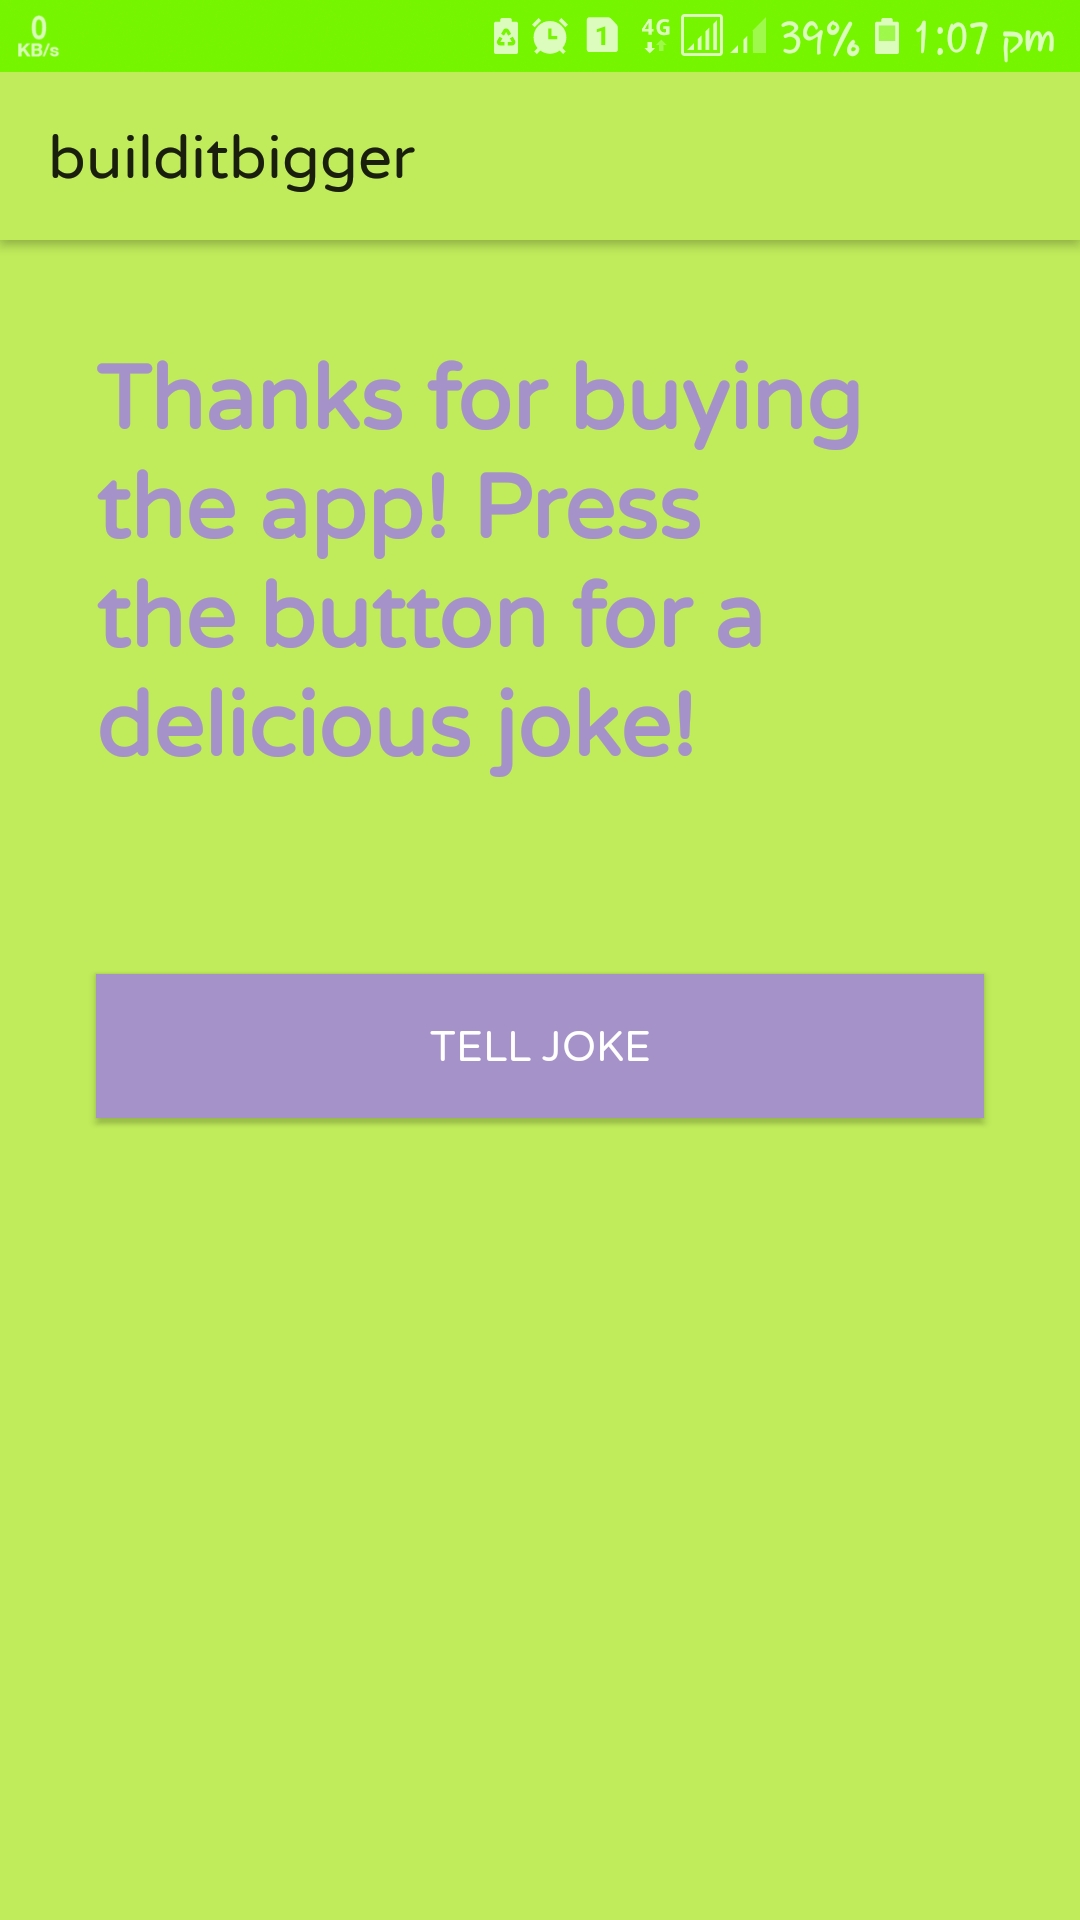 0
KB/s
1
4G
39%
1:07 pm
builditbigger
Thanks for buying
the app! Press
the button for a
delicious joke!
TELL JOKE